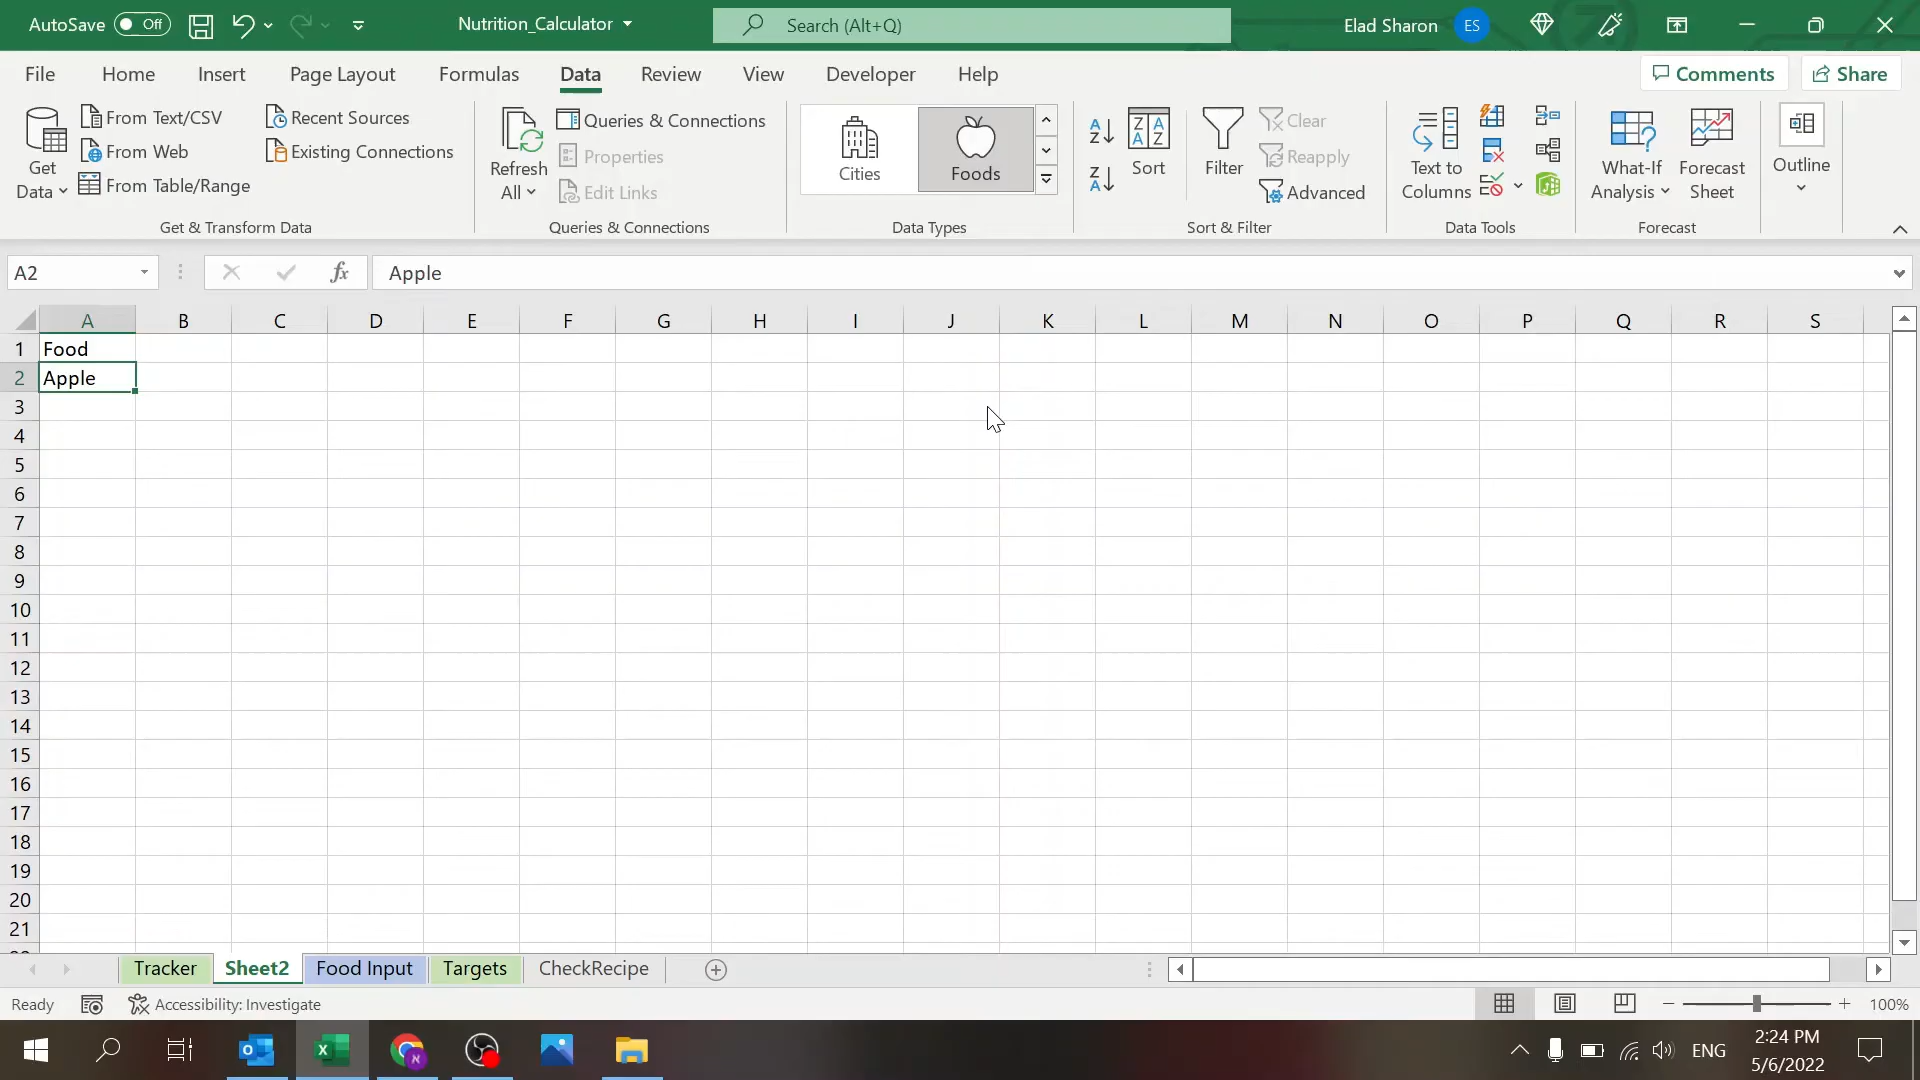 AutoSave Off Nutrition_Calculator Search (Alt+Q) Elad Sharon ES
File Home Insert Page Layout Formulas Data Review View Developer Help Comments Share
Get Data
From Text/CSV
From Web
From Table/Range
Recent Sources
Existing Connections
Get & Transform Data
Refresh All
Queries & Connections
Properties
Edit Links
Queries & Connections
Cities Foods
Data Types
Sort
Filter
Clear
Reapply
Advanced
Sort & Filter
Text to Columns
Data Tools
What-If Analysis
Forecast Sheet
Forecast
Outline
A2 fx Apple
A B C D E F G H I J K L M N O P Q R S
1 Food
2 Apple
3
4
5
6
7
8
9
10
11
12
13
14
15
16
17
18
19
20
21
Tracker Sheet2 Food Input Targets CheckRecipe
Ready Accessibility: Investigate 100%
ENG 2:24 PM
5/6/2022